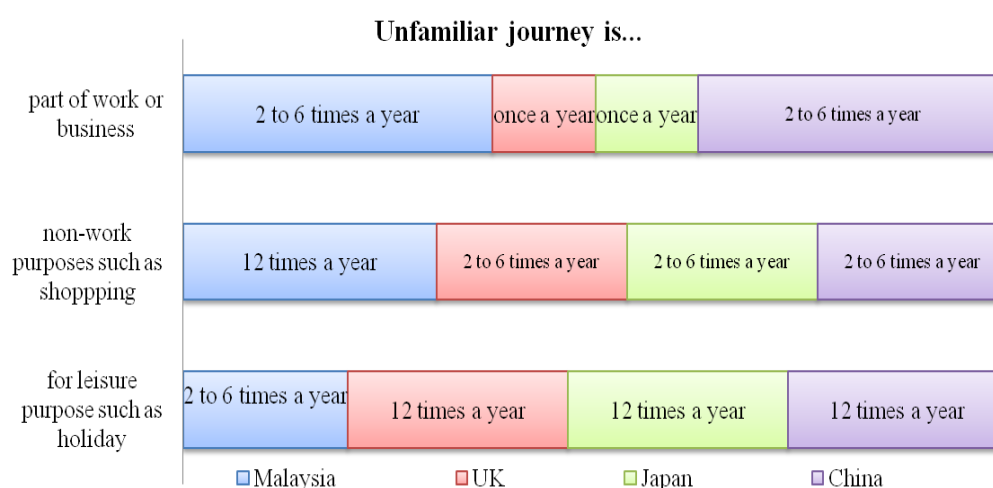 Unfamiliar journey is...
part of work or
business
2 to 6 times a year
once a year
once a year
2 to 6 times a year
non-work
purposes such as
shoppping
12 times a year
2 to 6 times a year
2 to 6 times a year
2 to 6 times a year
for leisure
purpose such as
holiday
2 to 6 times a year
12 times a year
12 times a year
12 times a year
Malaysia
UK
Japan
China